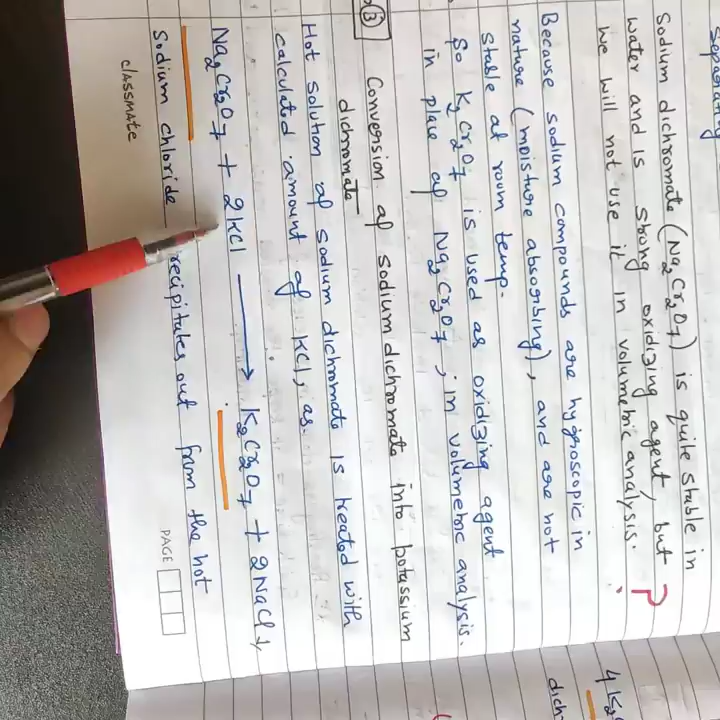 Separating
Sodium dichromate (Na2Cr2O7) is quite stable in
water and is strong oxidizing agent, but
we will not use it in volumetric analysis. ?
Because sodium compounds are hygroscopic in
nature (moisture absorbing), and are not
stable at room temp.
So K2Cr2O7 is used as oxidizing agent
in place of Na2Cr2O7, in volumetric analysis.
(3) Conversion of sodium dichromate into potassium
dichromate
Hot solution of sodium dichromate is treated with
calculated amount of KCl, as.
Na2Cr2O7 + 2KCl → K2Cr2O7 + 2NaCl↓
Sodium chloride recipitates out from the hot
classmate
PAGE
4K2
dich